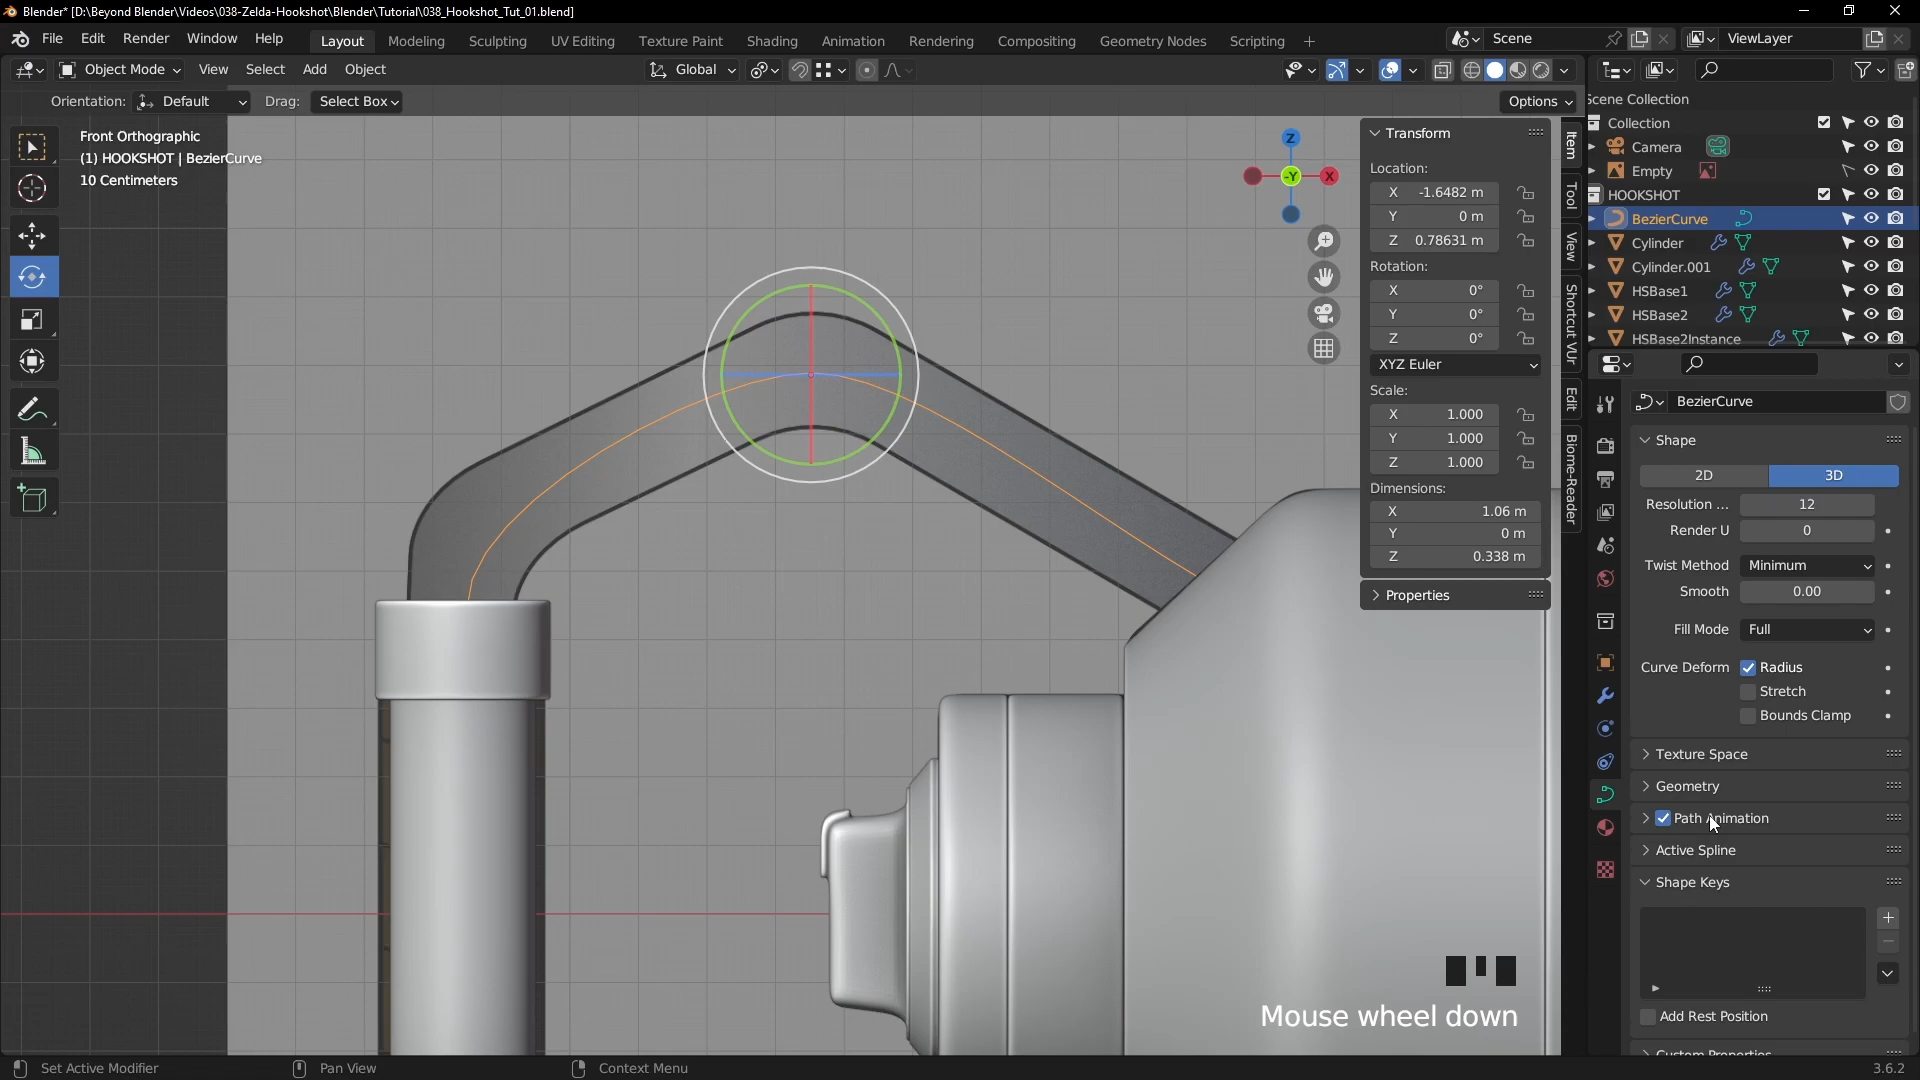 Blender* [D:\Beyond Blender\Videos\038-Zelda-Hookshot\Blender\Tutorial\038_Hookshot_Tut_01.blend]
File Edit Render Window Help Layout Modeling Sculpting UV Editing Texture Paint Shading Animation Rendering Compositing Geometry Nodes Scripting + Scene ViewLayer
Object Mode View Select Add Object Global
Orientation: Default Drag: Select Box Options
Front Orthographic
(1) HOOKSHOT | BezierCurve
10 Centimeters
Z
-Y
X
Transform
Location:
X -1.6482 m
Y 0 m
Z 0.78631 m
Rotation:
X 0°
Y 0°
Z 0°
XYZ Euler
Scale:
X 1.000
Y 1.000
Z 1.000
Dimensions:
X 1.06 m
Y 0 m
Z 0.338 m
Properties
Item
Tool
View
Shortcut VUr
Edit
Biome-Reader
Scene Collection
Collection
Camera
Empty
HOOKSHOT
BezierCurve
Cylinder
Cylinder.001
HSBase1
HSBase2
HSBase2Instance
BezierCurve
Shape
2D 3D
Resolution ... 12
Render U 0
Twist Method Minimum
Smooth 0.00
Fill Mode Full
Curve Deform Radius
Stretch
Bounds Clamp
Texture Space
Geometry
Path Animation
Active Spline
Shape Keys
Add Rest Position
Custom Properties
Mouse wheel down
Set Active Modifier Pan View Context Menu 3.6.2